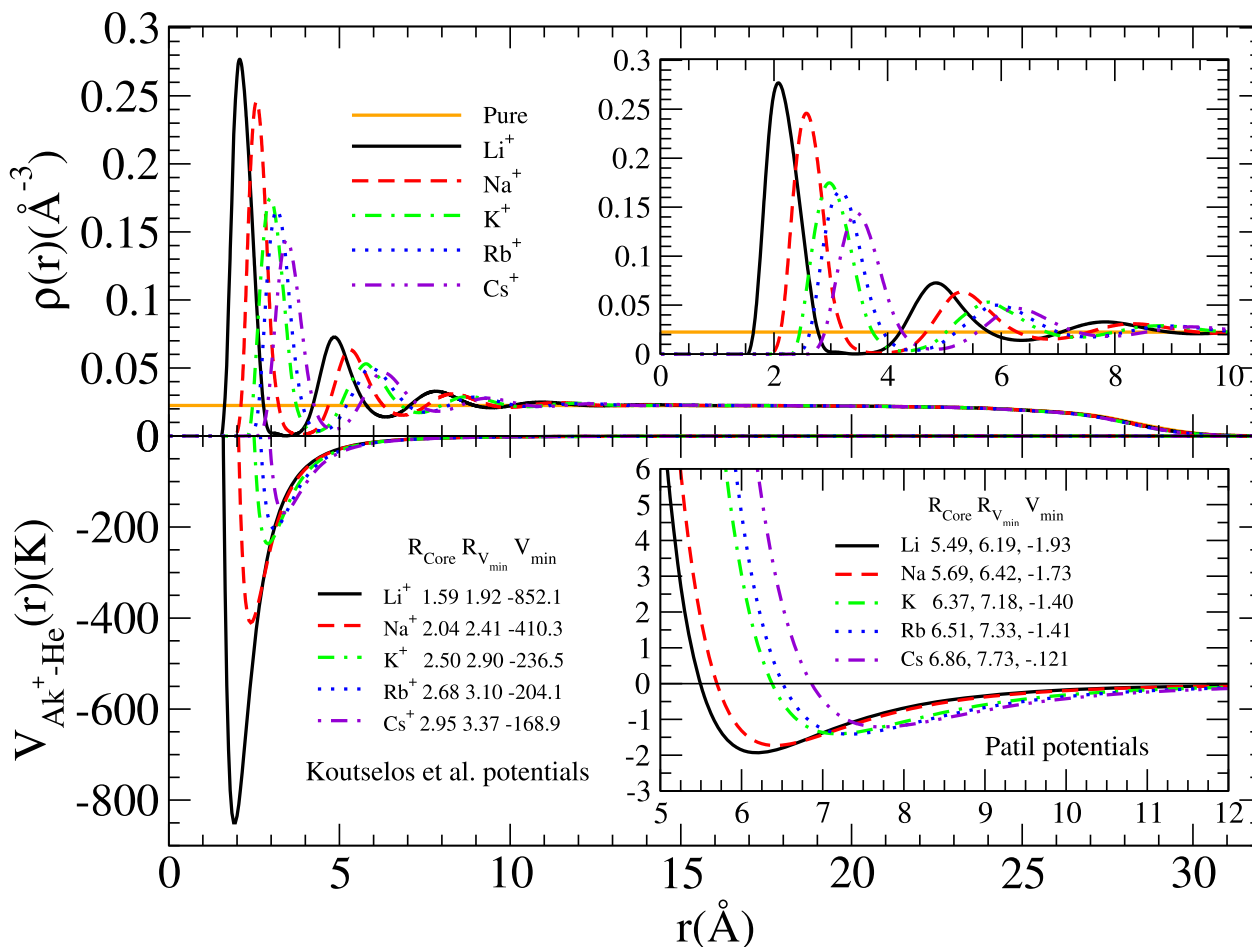 0.3
0.25
0.2
0.15
0.1
0.05
0
ρ(r)(Å⁻³)
Pure
Li⁺
Na⁺
K⁺
Rb⁺
Cs⁺
0.3
0.2
0.1
0.05
0
0 2 4 6 8 10
-200
-400
-600
-800
V_Ak⁺-He(r)(K)
R_Core R_V_min V_min
Li⁺ 1.59 1.92 -852.1
Na⁺ 2.04 2.41 -410.3
K⁺ 2.50 2.90 -236.5
Rb⁺ 2.68 3.10 -204.1
Cs⁺ 2.95 3.37 -168.9
Koutselos et al. potentials
6
5
4
3
2
1
0
-1
-2
-3
R_Core R_V_min V_min
Li 5.49, 6.19, -1.93
Na 5.69, 6.42, -1.73
K 6.37, 7.18, -1.40
Rb 6.51, 7.33, -1.41
Cs 6.86, 7.73, -.121
Patil potentials
5 6 7 8 9 10 11 12
0 5 10 15 20 25 30
r(Å)